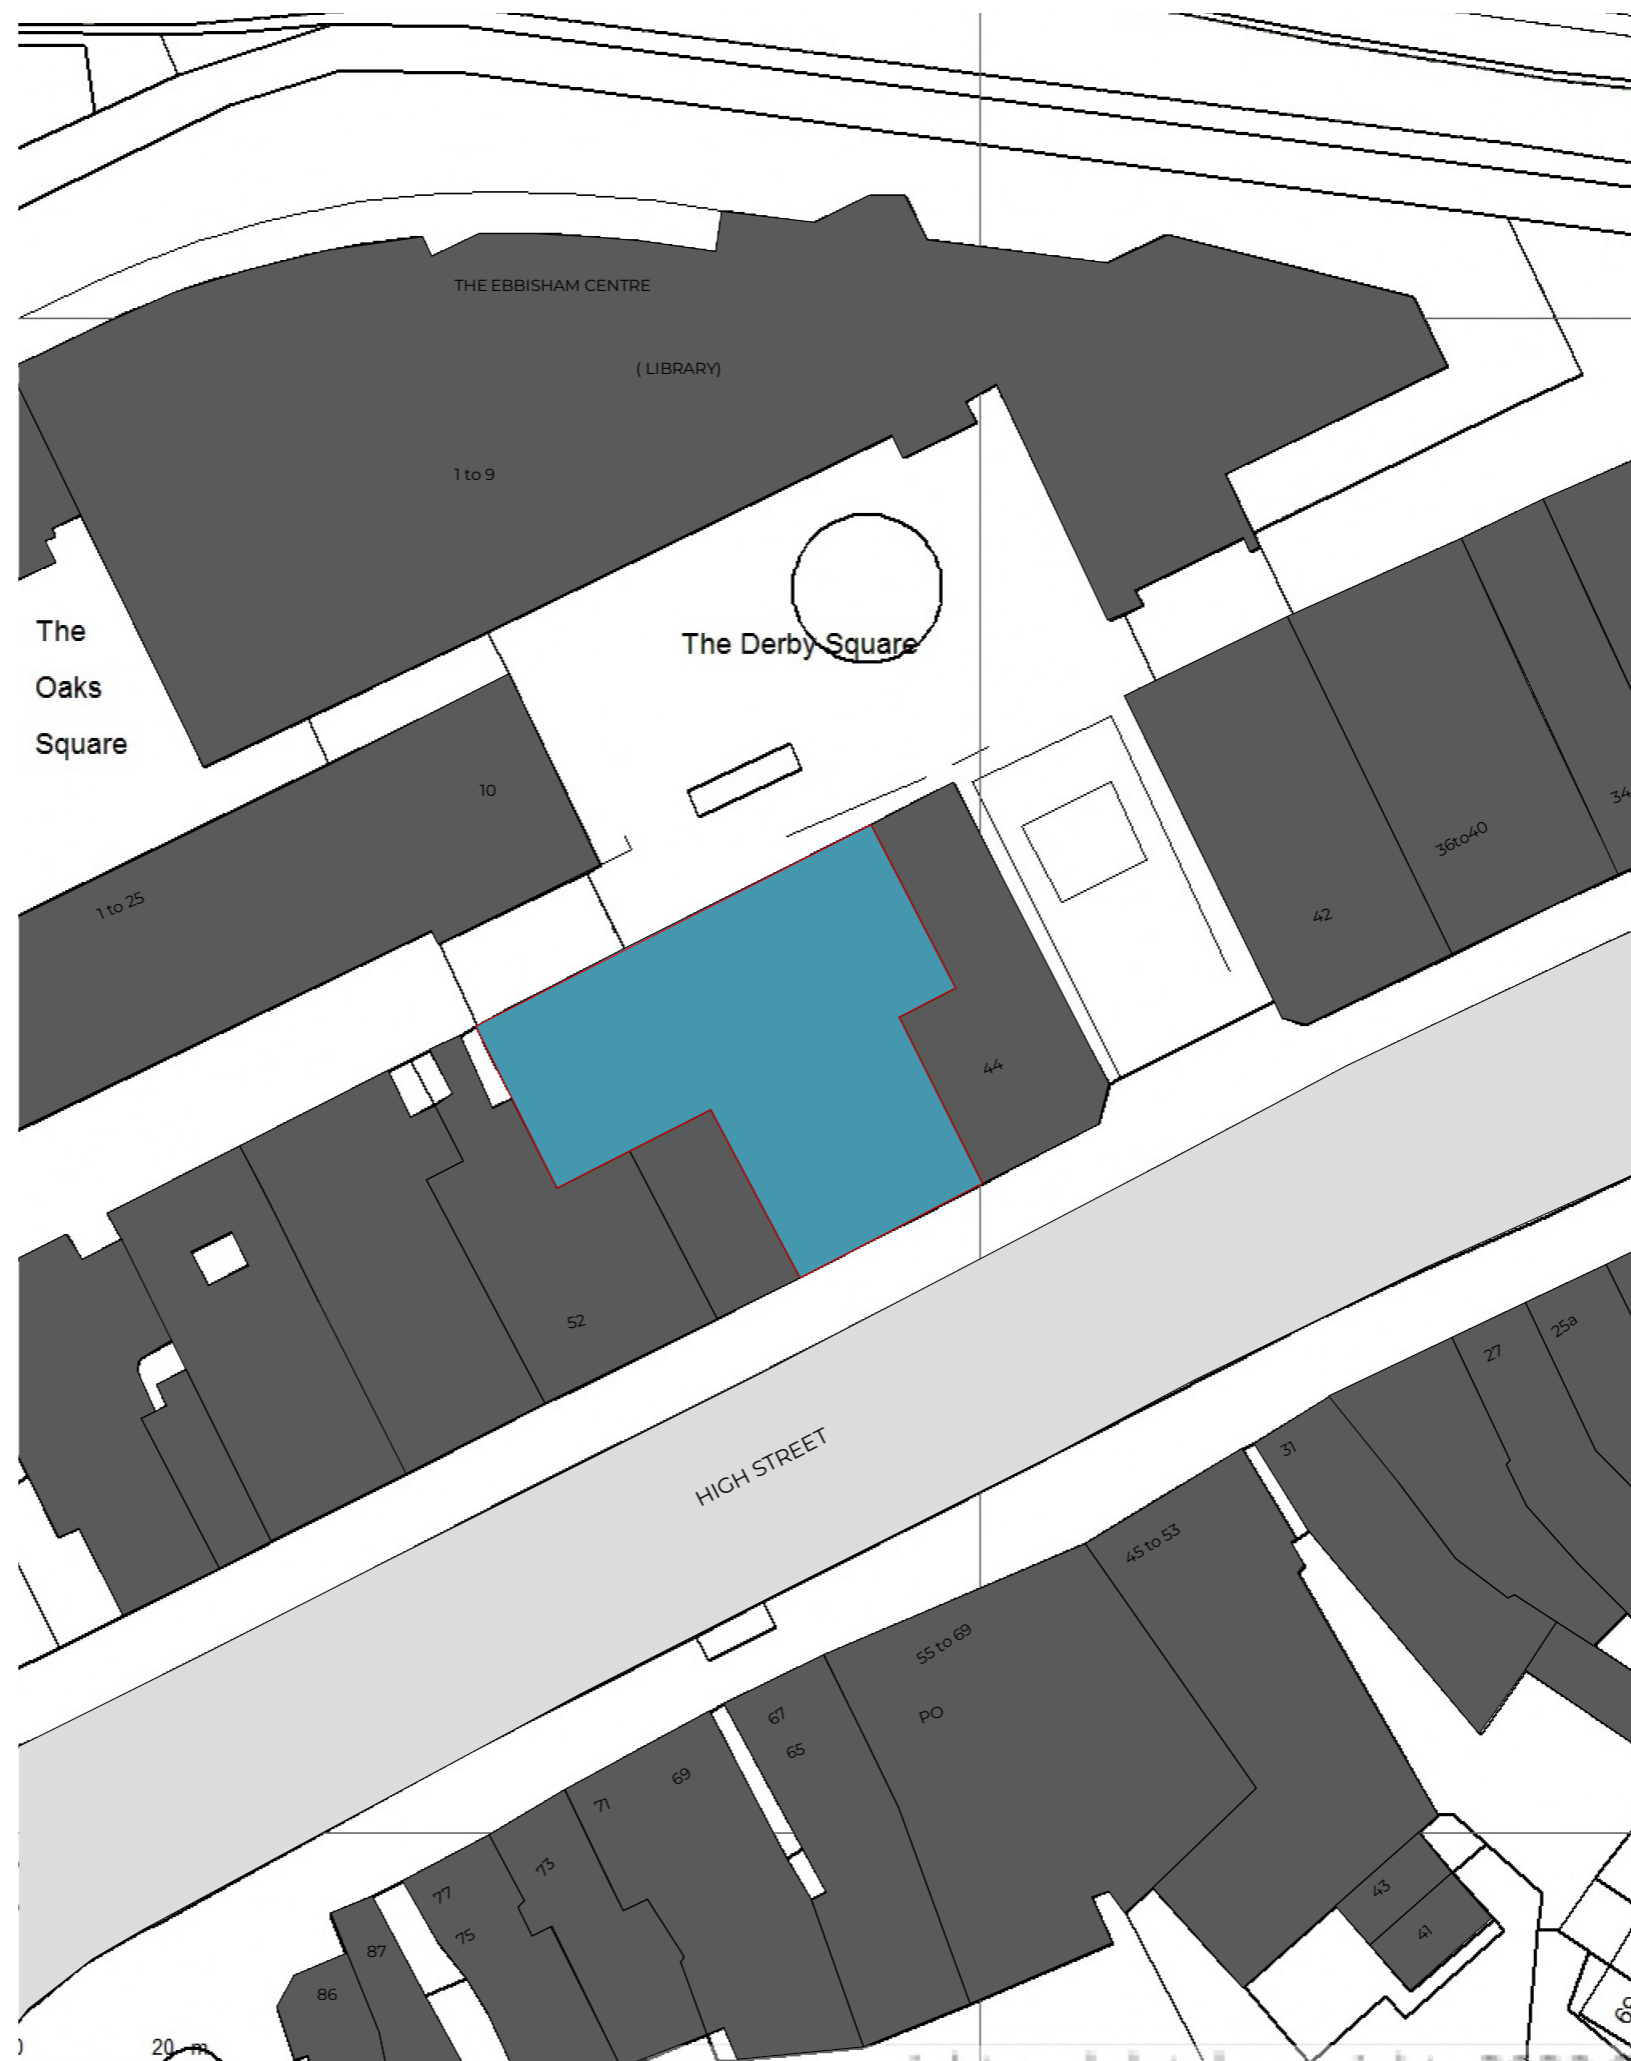 THE EBBISHAM CENTRE
( LIBRARY)
1 to 9
The
Oaks
Square
The Derby Square
10
1 to 25
34
36to40
42
44
52
HIGH STREET
25a
27
31
45 to 53
55 to 69
PO
67
65
69
71
73
77
75
87
86
43
41
69
20 m